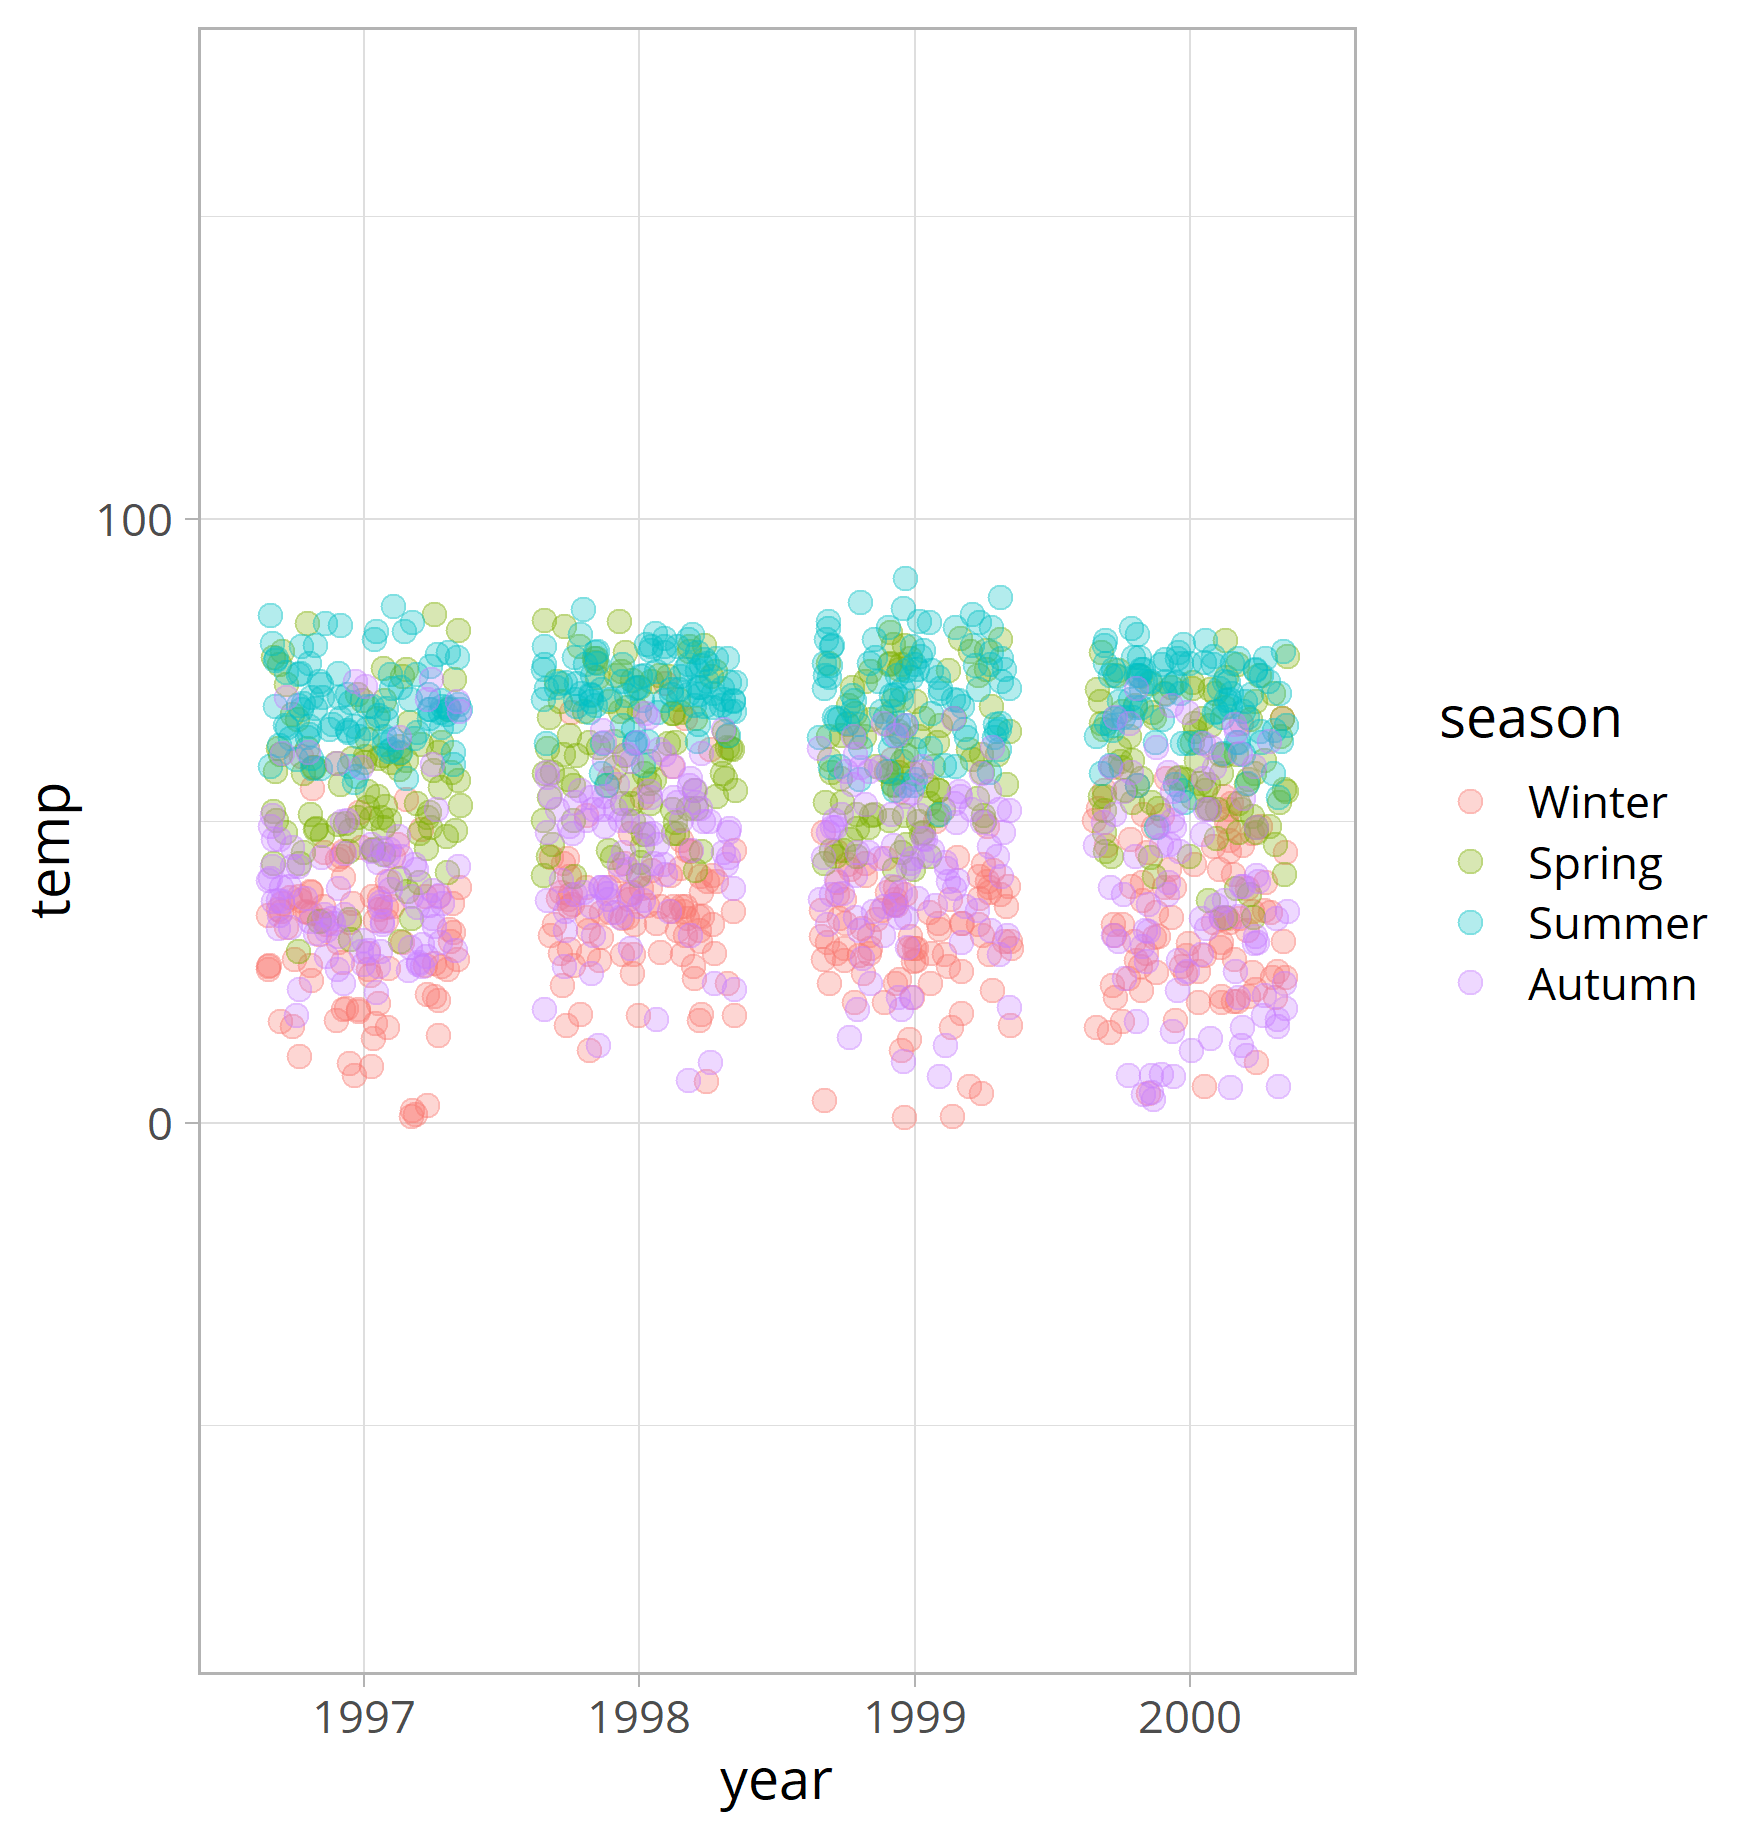 100
0
temp
1997 1998 1999 2000
year
season
Winter
Spring
Summer
Autumn